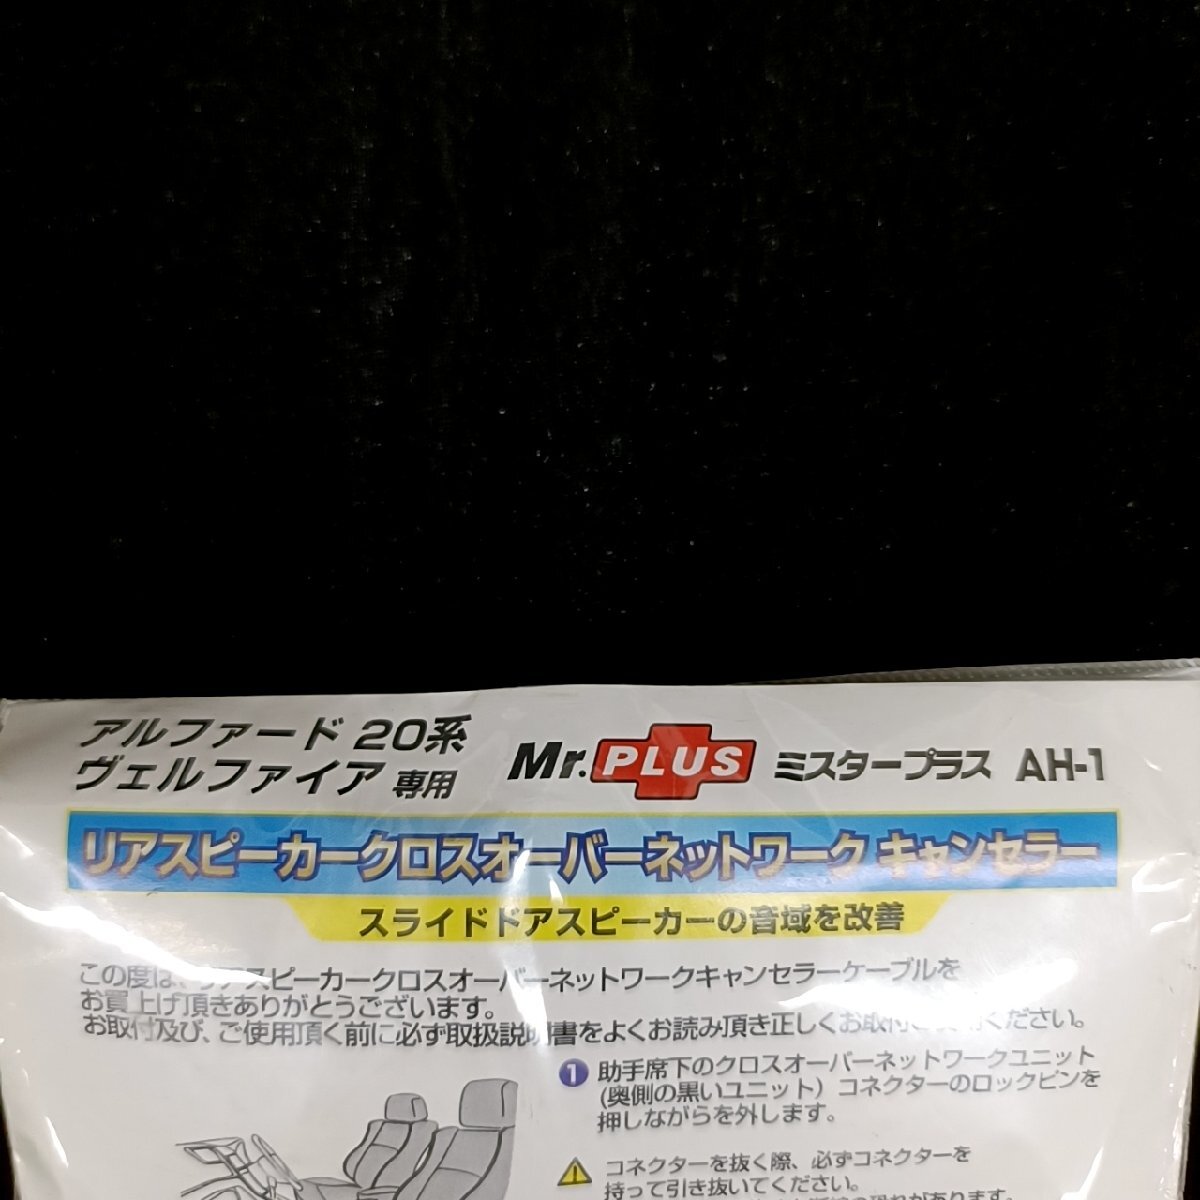 アルファード 20系
ヴェルファイア 専用
Mr.PLUS ミスタープラス AH-1
リアスピーカークロスオーバーネットワーク キャンセラー
スライドドアスピーカーの音域を改善
この度は、リアスピーカークロスオーバーネットワークキャンセラーケーブルを
お買上げ頂きありがとうございます。
お取付及び、ご使用頂く前に必ず取扱説明書をよくお読み頂き正しくお取付ください。
1 助手席下のクロスオーバーネットワークユニット
(奥側の黒いユニット) コネクターのロックピンを
押しながらを外します。
コネクターを抜く際、必ずコネクターを
持って引き抜いてください。
の恐れがあります。